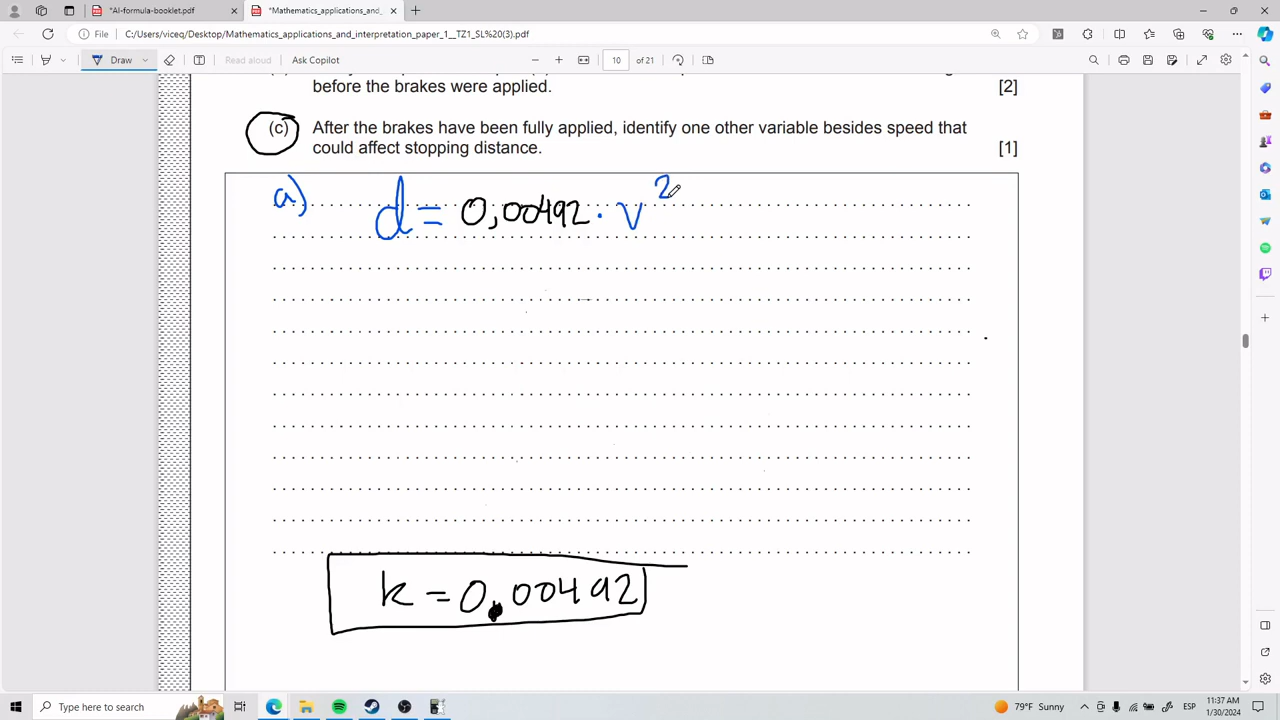 *AI-formula-booklet.pdf
*Mathematics_applications_and_
File
C:/Users/viceq/Desktop/Mathematics_applications_and_interpretation_paper_1__TZ1_SL%20(3).pdf
Draw
Read aloud
Ask Copilot
10
of 21
before the brakes were applied.
[2]
(c) After the brakes have been fully applied, identify one other variable besides speed that
could affect stopping distance.
[1]
a) d = 0,00492 · v²
k = 0.00492
Type here to search
79°F Sunny
ESP
11:37 AM
1/30/2024